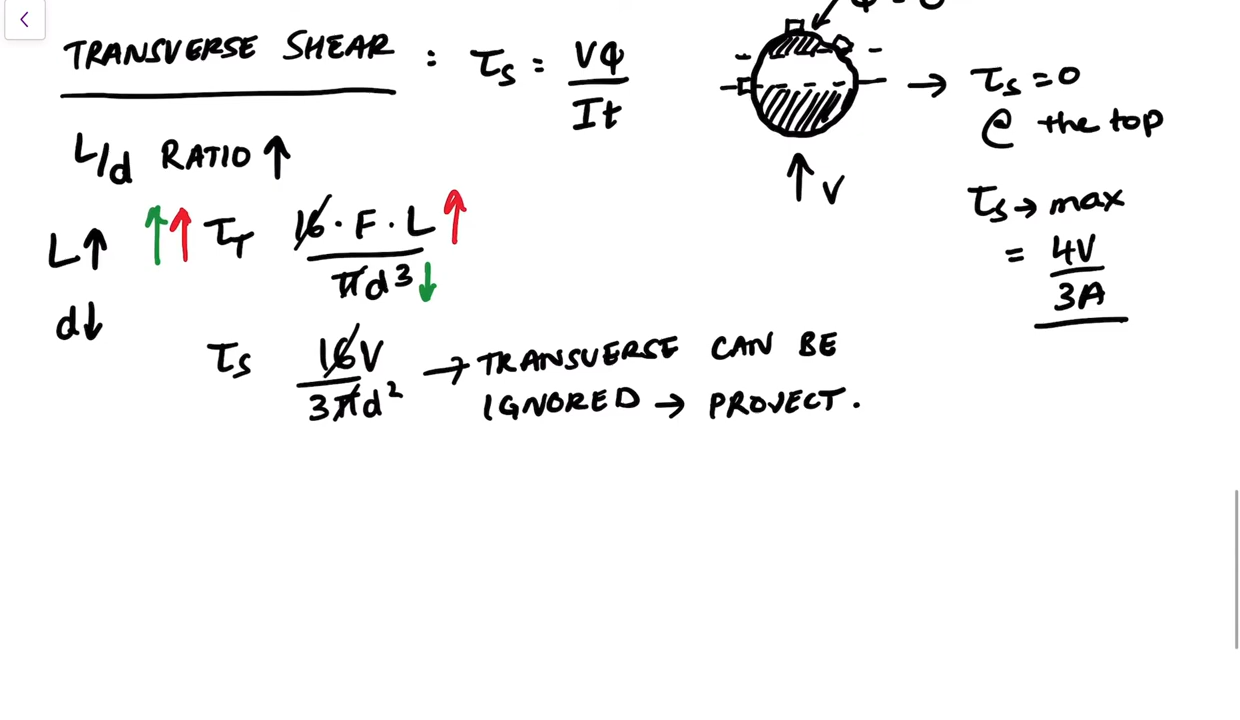 Q = 0
TRANSVERSE SHEAR : τs = VQ / It
→ τs = 0
@ the top
L/d RATIO ↑
↑ V
τs → max
= 4V / 3A
L ↑ ↑↑ τT 16 · F · L ↑ / πd³ ↓
d ↓
τs 16V / 3πd² → TRANSVERSE CAN BE
IGNORED → PROJECT.